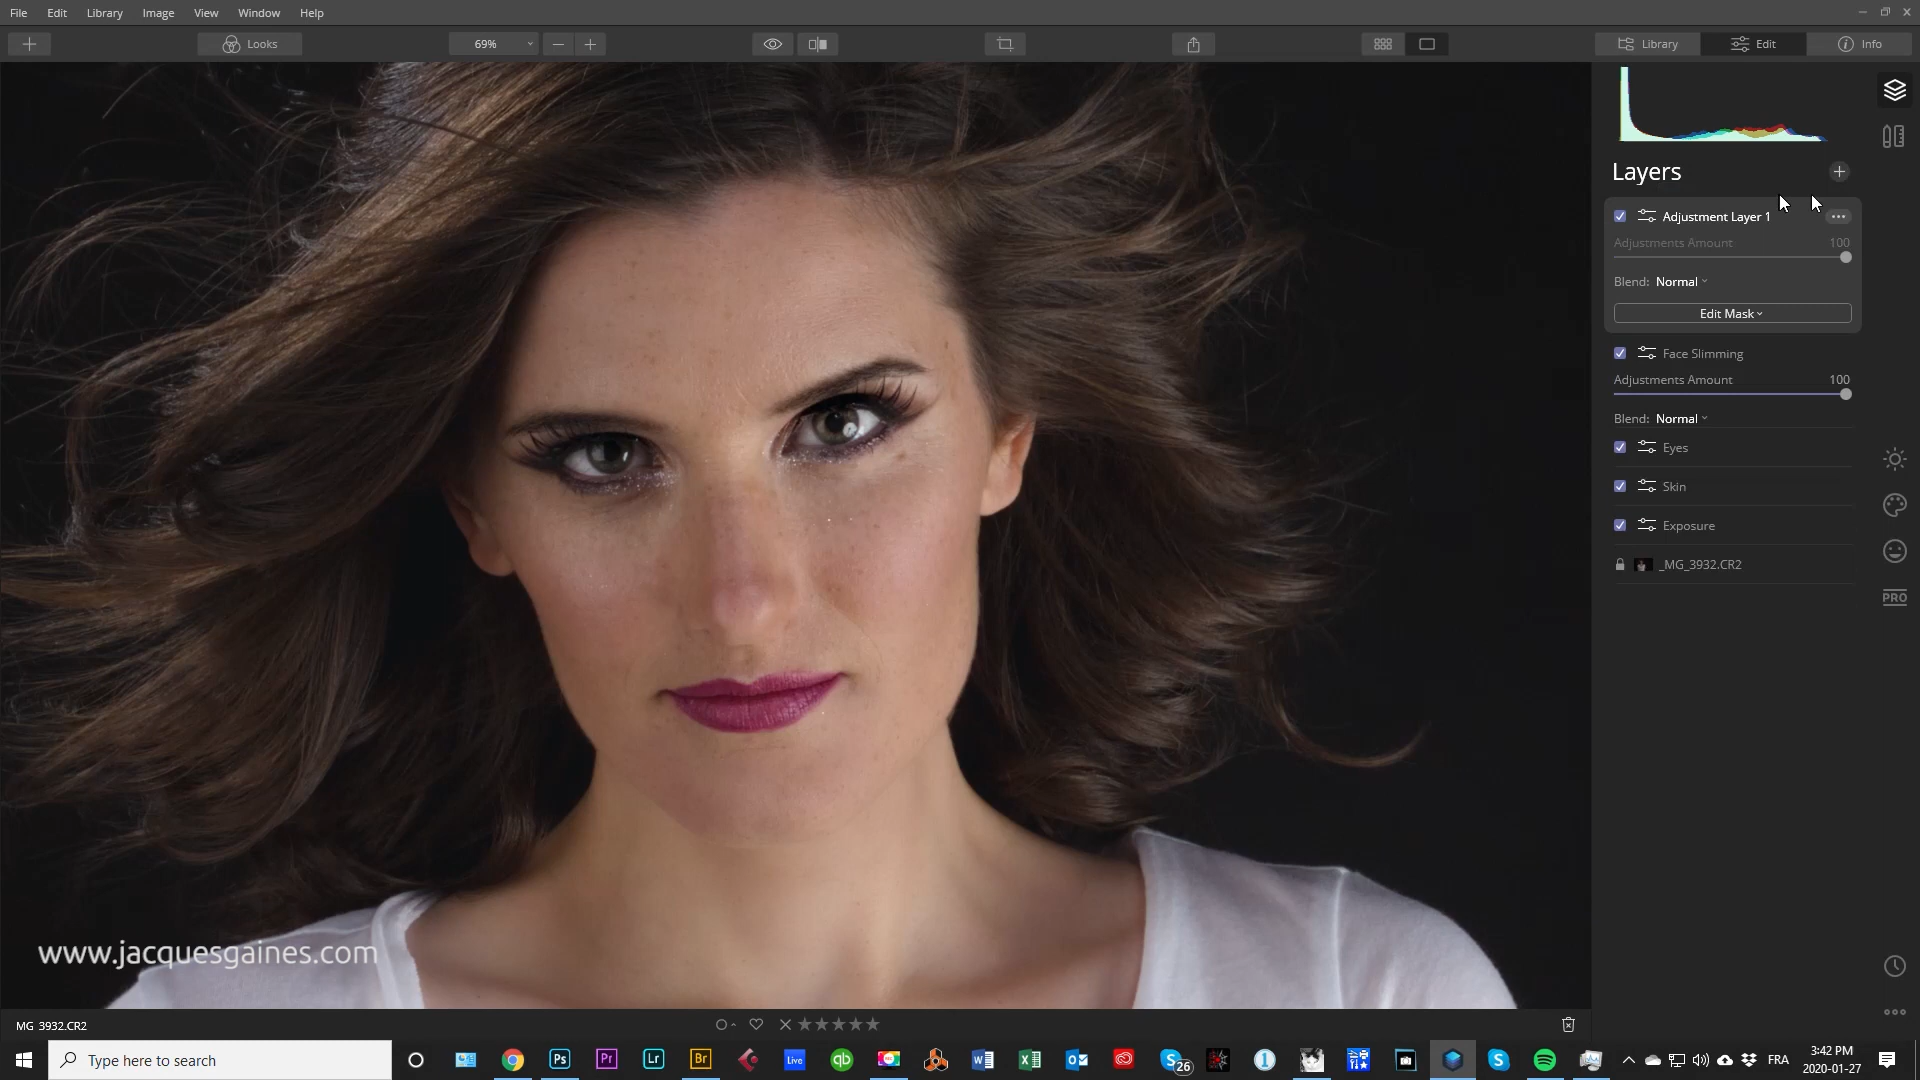 File Edit Library Image View Window Help
Looks 69% Library Edit Info
Layers
Adjustment Layer 1
Adjustments Amount 100
Blend: Normal
Edit Mask
Face Slimming
Adjustments Amount 100
Blend: Normal
Eyes
Skin
Exposure
_MG_3932.CR2
PRO
www.jacquesgaines.com
MG 3932.CR2
Type here to search
Ps Pr Lr Br Live qb 26 FRA
3:42 PM
2020-01-27